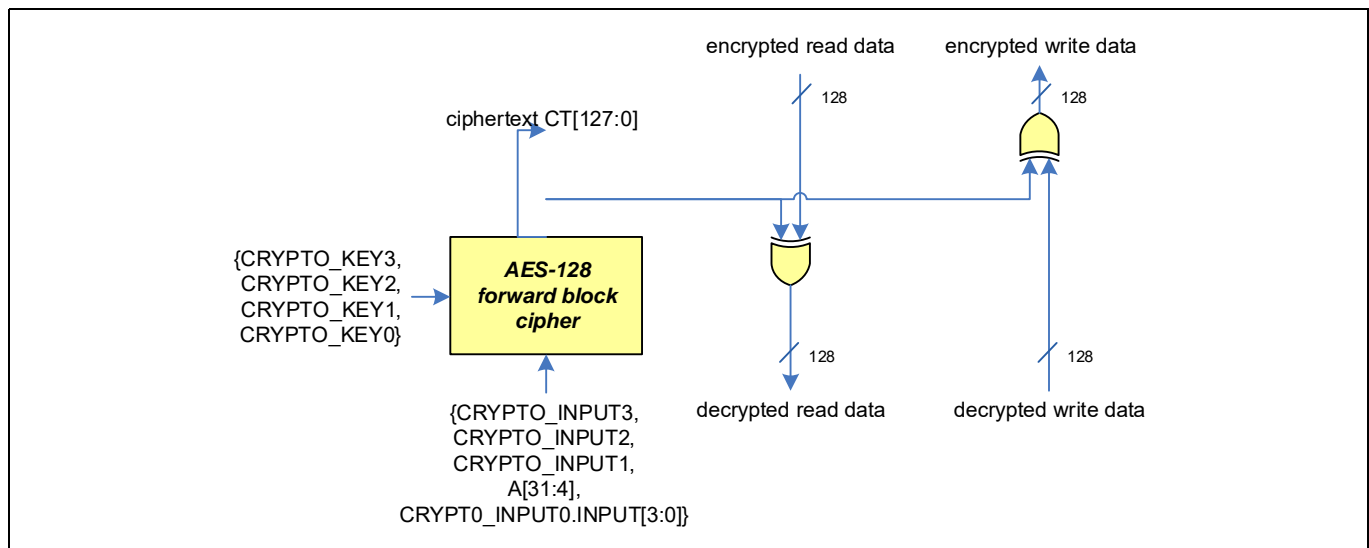 encrypted read data
encrypted write data
128
128
ciphertext CT[127:0]
{CRYPTO_KEY3,
CRYPTO_KEY2,
CRYPTO_KEY1,
CRYPTO_KEY0}
AES-128
forward block
cipher
128
128
{CRYPTO_INPUT3,
CRYPTO_INPUT2,
CRYPTO_INPUT1,
A[31:4],
CRYPT0_INPUT0.INPUT[3:0]}
decrypted read data
decrypted write data